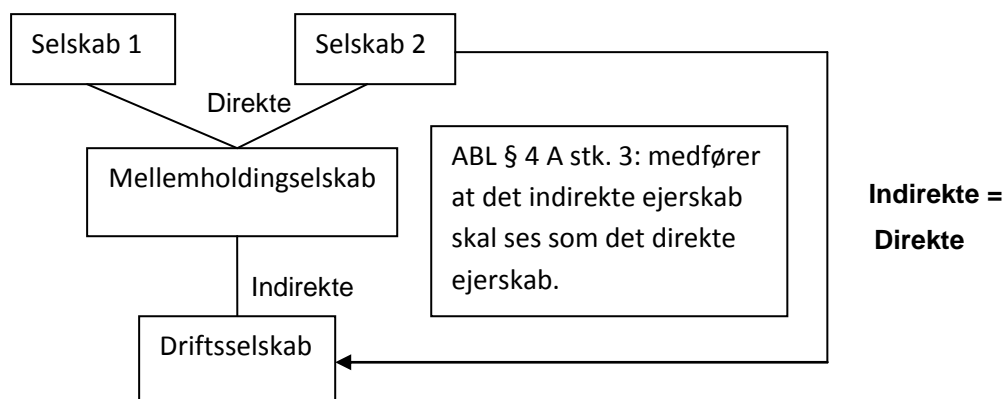 Selskab 1
Selskab 2
Direkte
Mellemholdingselskab
ABL § 4 A stk. 3: medfører
at det indirekte ejerskab
skal ses som det direkte
ejerskab.
Indirekte =
Direkte
Indirekte
Driftsselskab